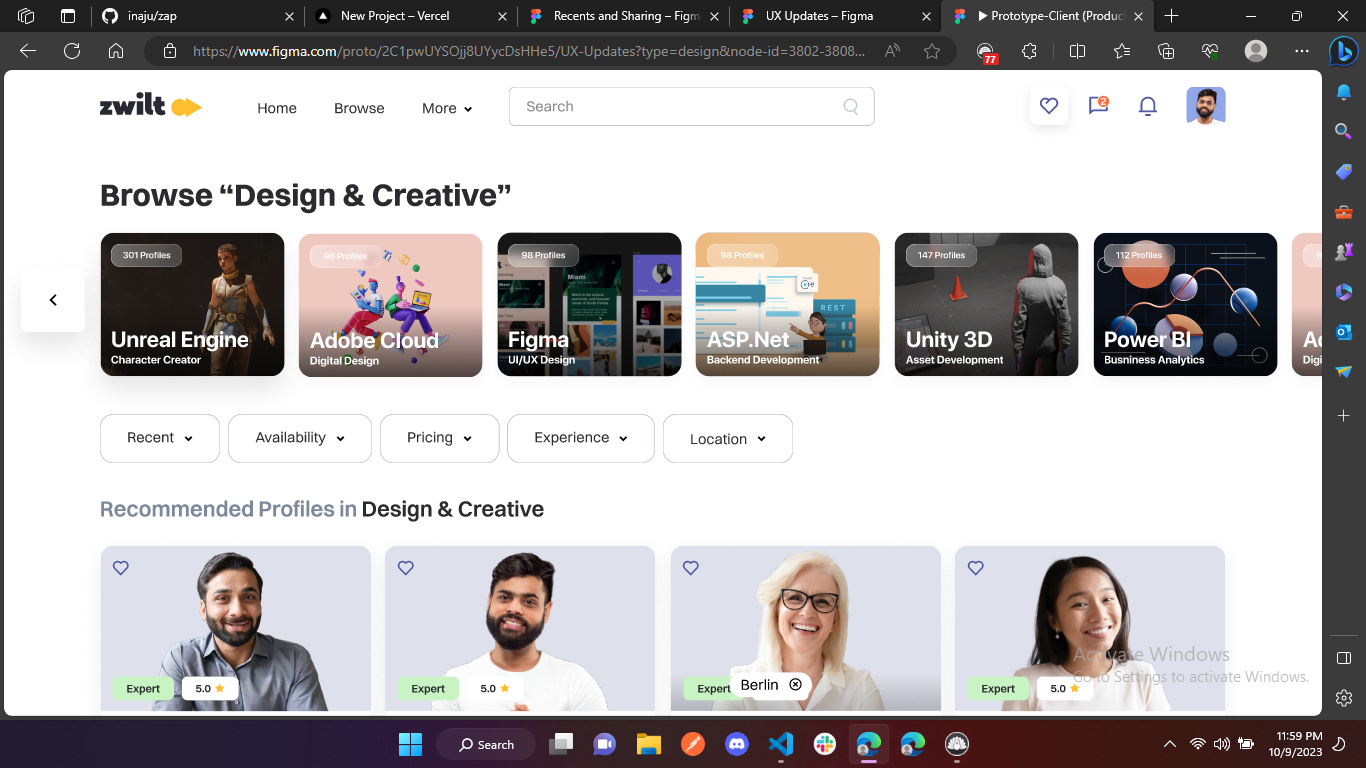 inaju/zap
New Project – Vercel
Recents and Sharing – Figm
UX Updates – Figma
▶ Prototype-Client (Produc
https://www.figma.com/proto/2C1pwUYSOjj8UYycDsHHe5/UX-Updates?type=design&node-id=3802-3808...
77
zwilt
Home
Browse
More
Search
2
Browse “Design & Creative”
301 Profiles
Unreal Engine
Character Creator
98 Profiles
Adobe Cloud
Digital Design
98 Profiles
Miami
Figma
UI/UX Design
98 Profiles
REST
ASP.Net
Backend Development
147 Profiles
Unity 3D
Asset Development
112 Profiles
Power BI
Busniness Analytics
9
Ad
Digi
Recent
Availability
Pricing
Experience
Location
Recommended Profiles in Design & Creative
Expert
5.0
Expert
5.0
Expert
Berlin
Expert
5.0
Activate Windows
Go to Settings to activate Windows.
Search
11:59 PM
10/9/2023